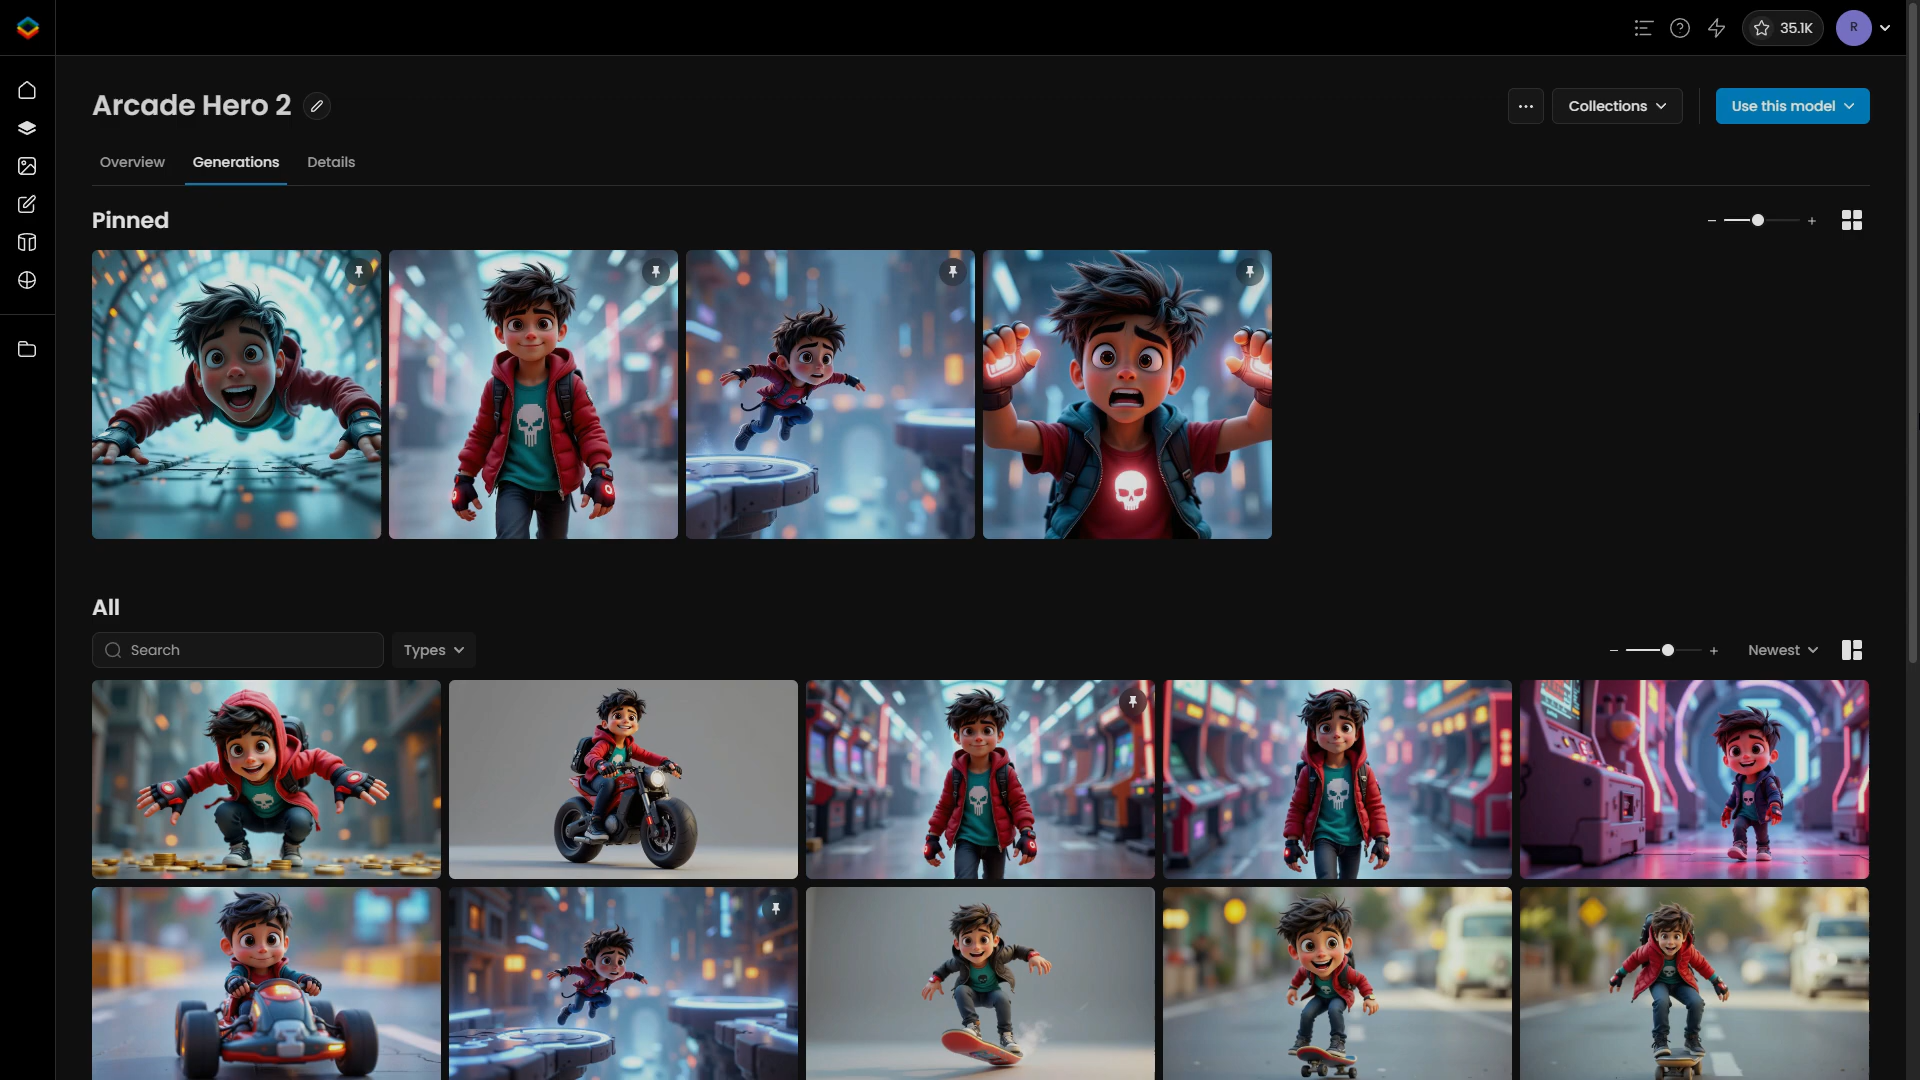 35.1K
R
Arcade Hero 2
Collections
Use this model
Overview
Generations
Details
Pinned
All
Search
Types
Newest